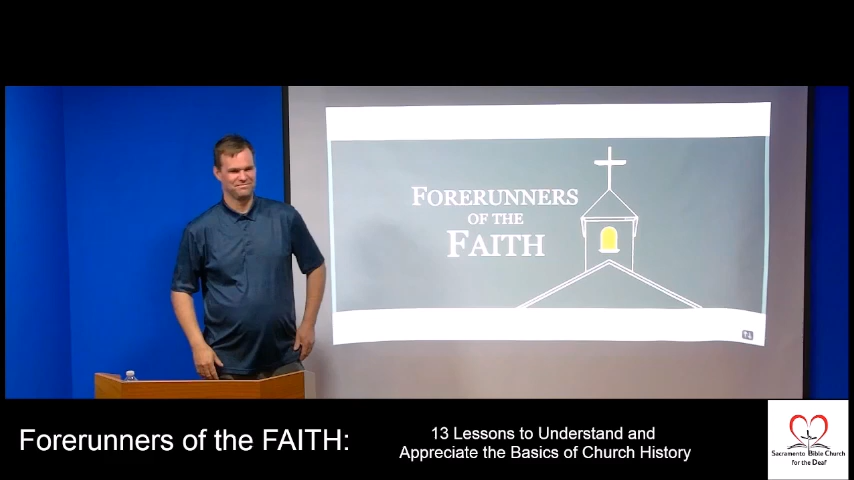 FORERUNNERS
OF THE
FAITH
Forerunners of the FAITH:
13 Lessons to Understand and
Appreciate the Basics of Church History
Sacramento Bible Church
for the Deaf